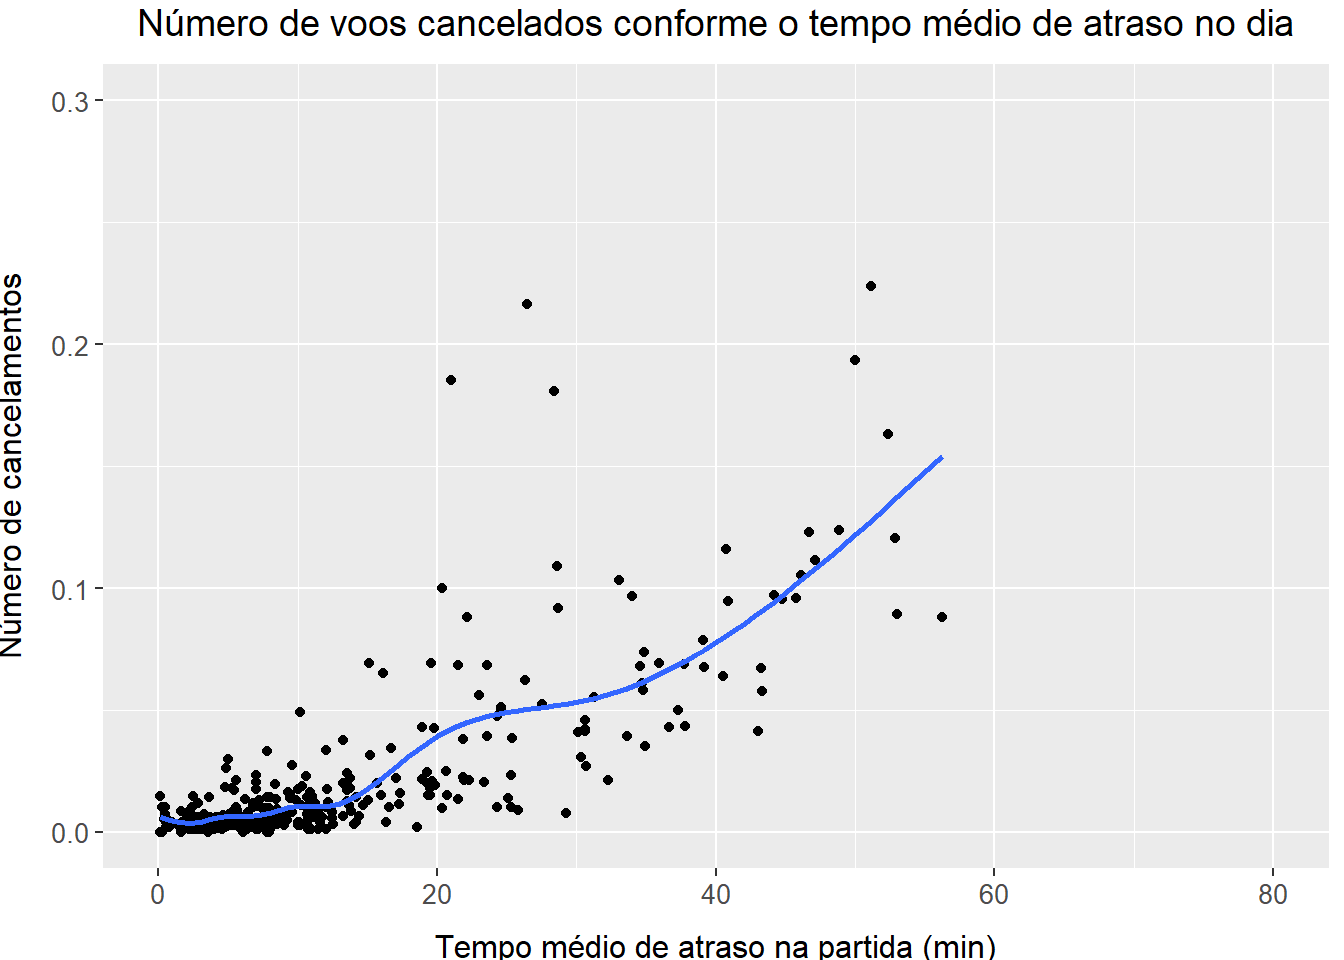 Número de voos cancelados conforme o tempo médio de atraso no dia
Número de cancelamentos
0.3
0.2
0.1
0.0
0 20 40 60 80
Tempo médio de atraso na partida (min)